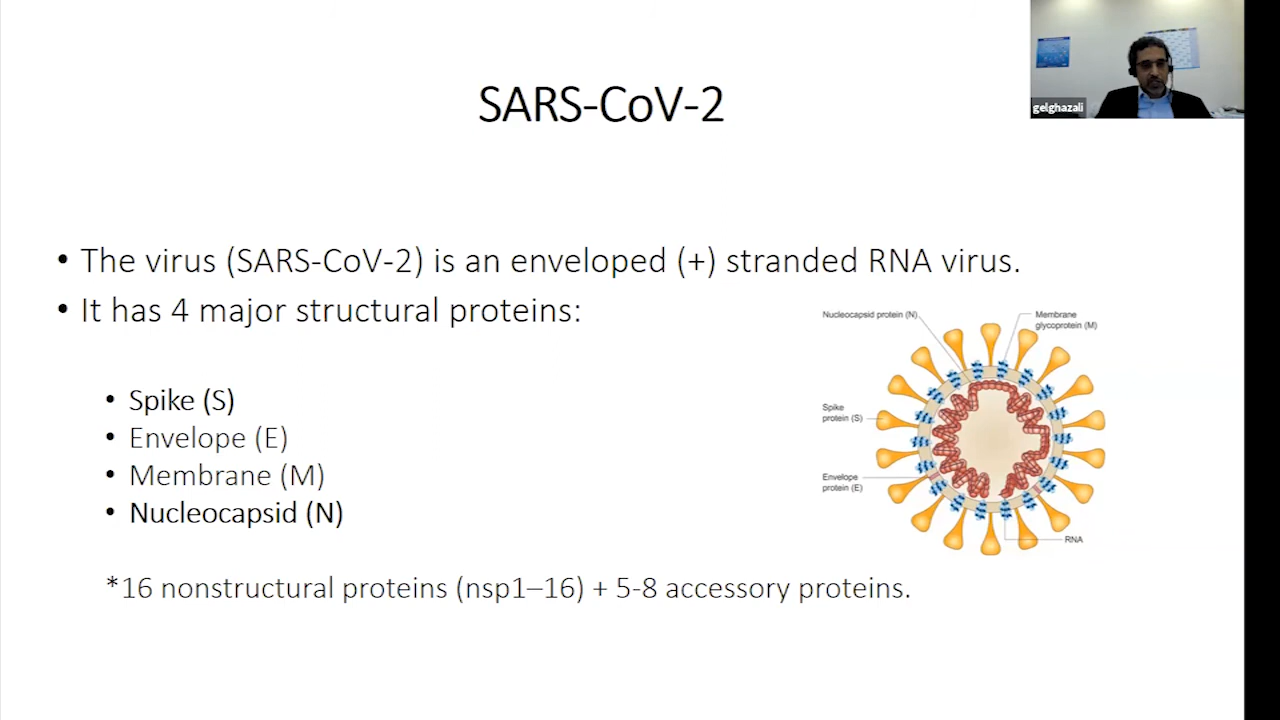 SARS-CoV-2
gelghazali
• The virus (SARS-CoV-2) is an enveloped (+) stranded RNA virus.
• It has 4 major structural proteins:
• Spike (S)
• Envelope (E)
• Membrane (M)
• Nucleocapsid (N)
*16 nonstructural proteins (nsp1–16) + 5-8 accessory proteins.
Nucleocapsid protein (N)
Membrane
glycoprotein (M)
Spike
protein (S)
Envelope
protein (E)
RNA